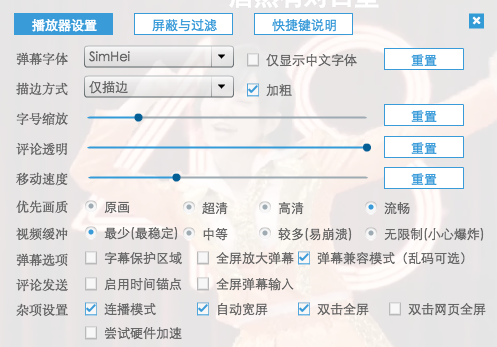 播放器设置 屏蔽与过滤 快捷键说明
弹幕字体 SimHei 仅显示中文字体 重置
描边方式 仅描边 加粗
字号缩放 重置
评论透明 重置
移动速度 重置
优先画质 原画 超清 高清 流畅
视频缓冲 最少(最稳定) 中等 较多(易崩溃) 无限制(小心爆炸)
弹幕选项 字幕保护区域 全屏放大弹幕 弹幕兼容模式（乱码可选）
评论发送 启用时间锚点 全屏弹幕输入
杂项设置 连播模式 自动宽屏 双击全屏 双击网页全屏
尝试硬件加速